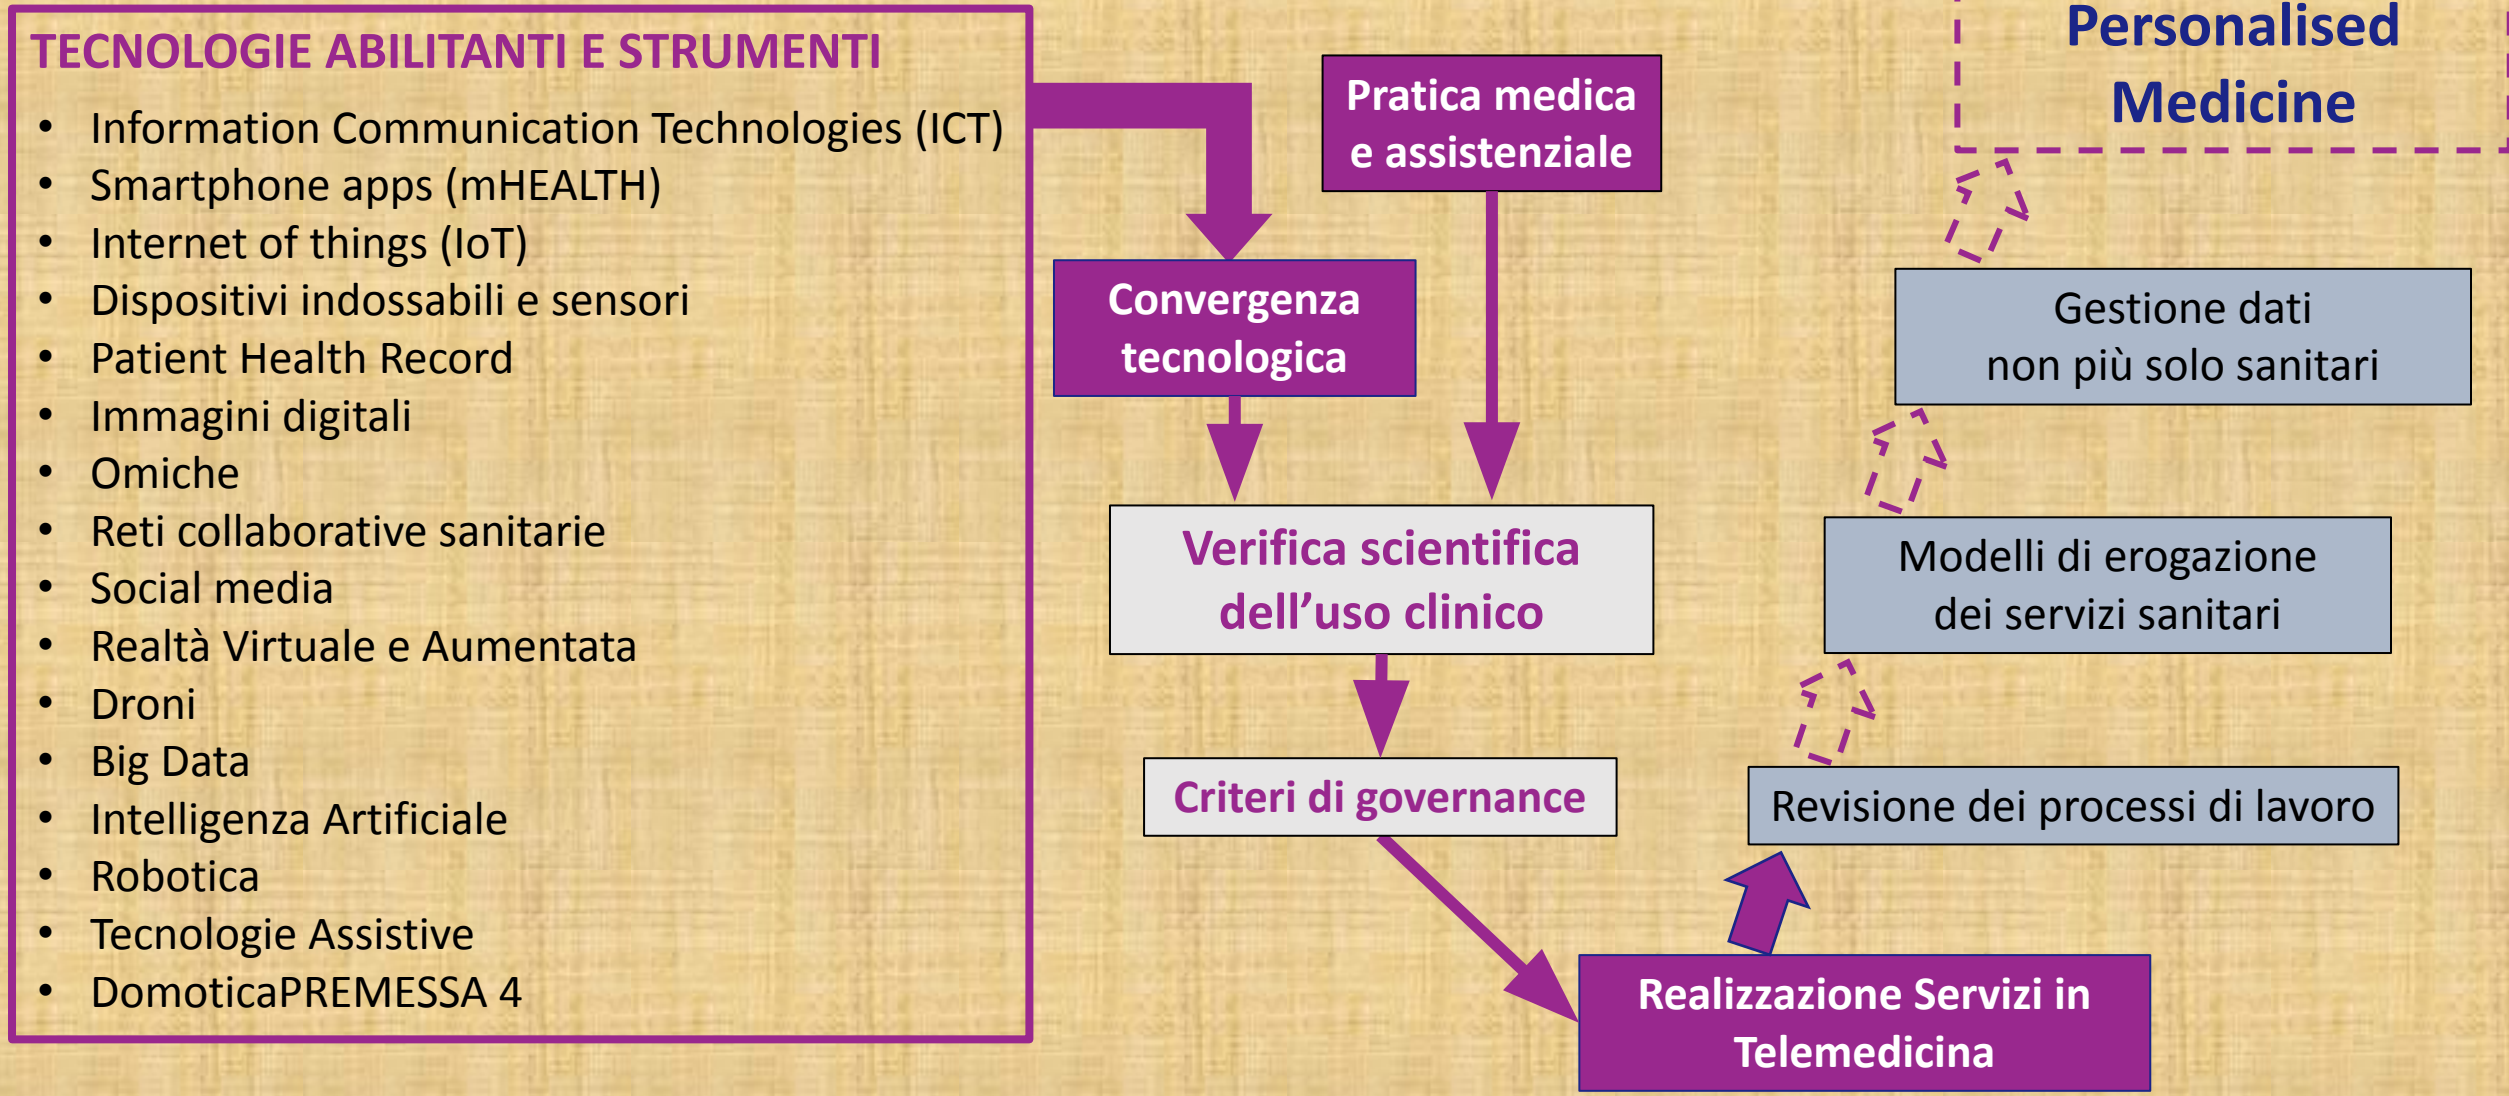 TECNOLOGIE ABILITANTI E STRUMENTI
• Information Communication Technologies (ICT)
• Smartphone apps (mHEALTH)
• Internet of things (IoT)
• Dispositivi indossabili e sensori
• Patient Health Record
• Immagini digitali
• Omiche
• Reti collaborative sanitarie
• Social media
• Realtà Virtuale e Aumentata
• Droni
• Big Data
• Intelligenza Artificiale
• Robotica
• Tecnologie Assistive
• DomoticaPREMESSA 4
Pratica medica
e assistenziale
Convergenza
tecnologica
Verifica scientifica
dell’uso clinico
Criteri di governance
Realizzazione Servizi in
Telemedicina
Revisione dei processi di lavoro
Modelli di erogazione
dei servizi sanitari
Gestione dati
non più solo sanitari
Personalised
Medicine